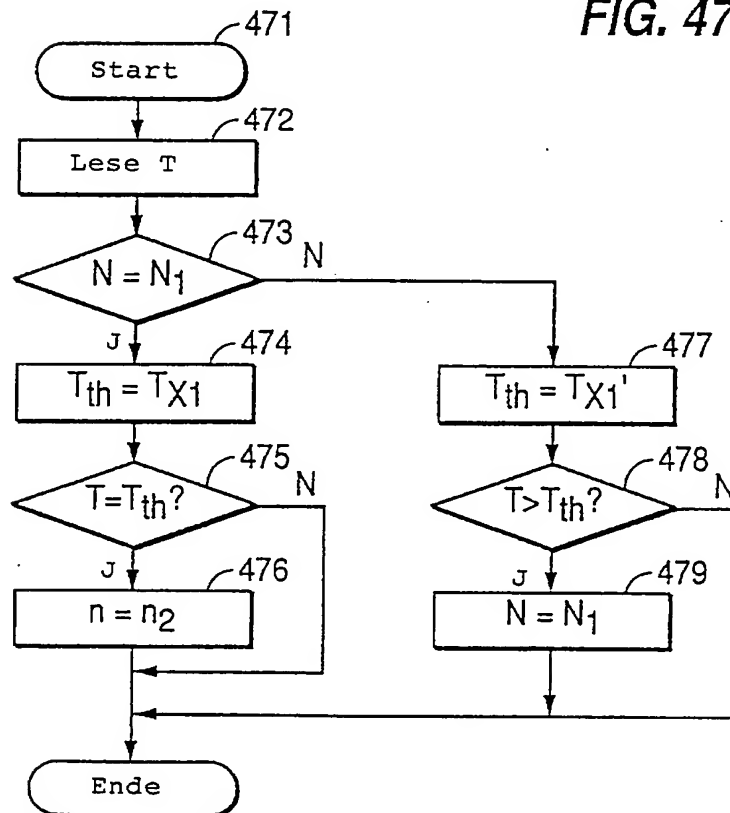 FIG. 47
471
Start
472
Lese T
473
N = N1
N
J
474
Tth = TX1
477
Tth = TX1'
475
T=Tth?
N
478
T>Tth?
N
J
476
n = n2
J
479
N = N1
Ende